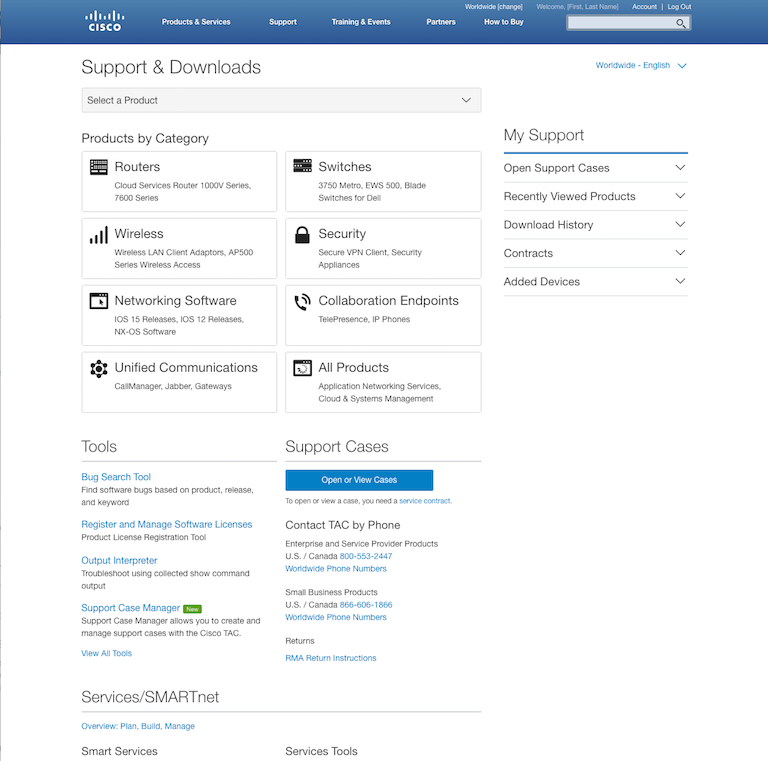 Worldwide [change] Welcome, [First, Last Name] Account | Log Out
CISCO
Products & Services Support Training & Events Partners How to Buy
Support & Downloads
Worldwide - English
Select a Product
Products by Category
Routers
Cloud Services Router 1000V Series,
7600 Series
Switches
3750 Metro, EWS 500, Blade
Switches for Dell
Wireless
Wireless LAN Client Adaptors, AP500
Series Wireless Access
Security
Secure VPN Client, Security
Appliances
Networking Software
IOS 15 Releases, IOS 12 Releases,
NX-OS Software
Collaboration Endpoints
TelePresence, IP Phones
Unified Communications
CallManager, Jabber, Gateways
All Products
Application Networking Services,
Cloud & Systems Management
My Support
Open Support Cases
Recently Viewed Products
Download History
Contracts
Added Devices
Tools
Bug Search Tool
Find software bugs based on product, release,
and keyword
Register and Manage Software Licenses
Product License Registration Tool
Output Interpreter
Troubleshoot using collected show command
output
Support Case Manager New
Support Case Manager allows you to create and
manage support cases with the Cisco TAC.
View All Tools
Support Cases
Open or View Cases
To open or view a case, you need a service contract.
Contact TAC by Phone
Enterprise and Service Provider Products
U.S. / Canada 800-553-2447
Worldwide Phone Numbers
Small Business Products
U.S. / Canada 866-606-1866
Worldwide Phone Numbers
Returns
RMA Return Instructions
Services/SMARTnet
Overview: Plan, Build, Manage
Smart Services
Services Tools